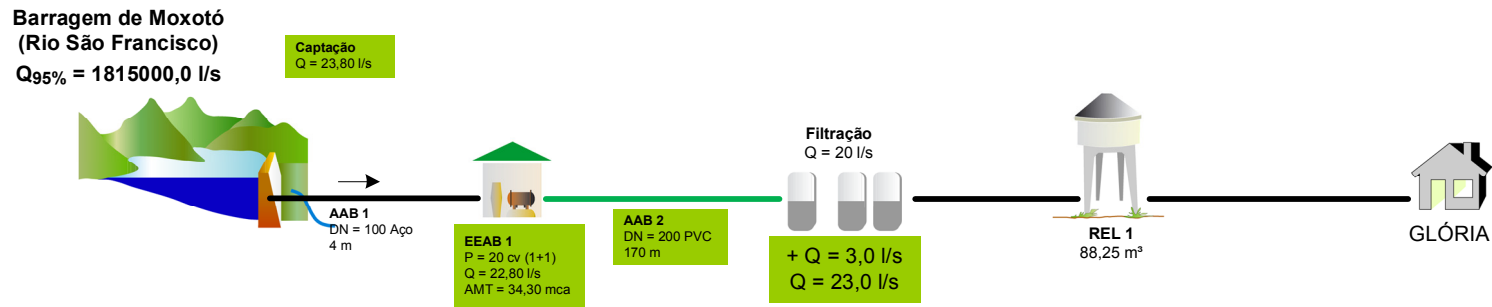 Barragem de Moxotó
(Rio São Francisco)
Q95% = 1815000,0 l/s
Captação
Q = 23,80 l/s
AAB 1
DN = 100 Aço
4 m
EEAB 1
P = 20 cv (1+1)
Q = 22,80 l/s
AMT = 34,30 mca
AAB 2
DN = 200 PVC
170 m
Filtração
Q = 20 l/s
+ Q = 3,0 l/s
Q = 23,0 l/s
REL 1
88,25 m³
GLÓRIA